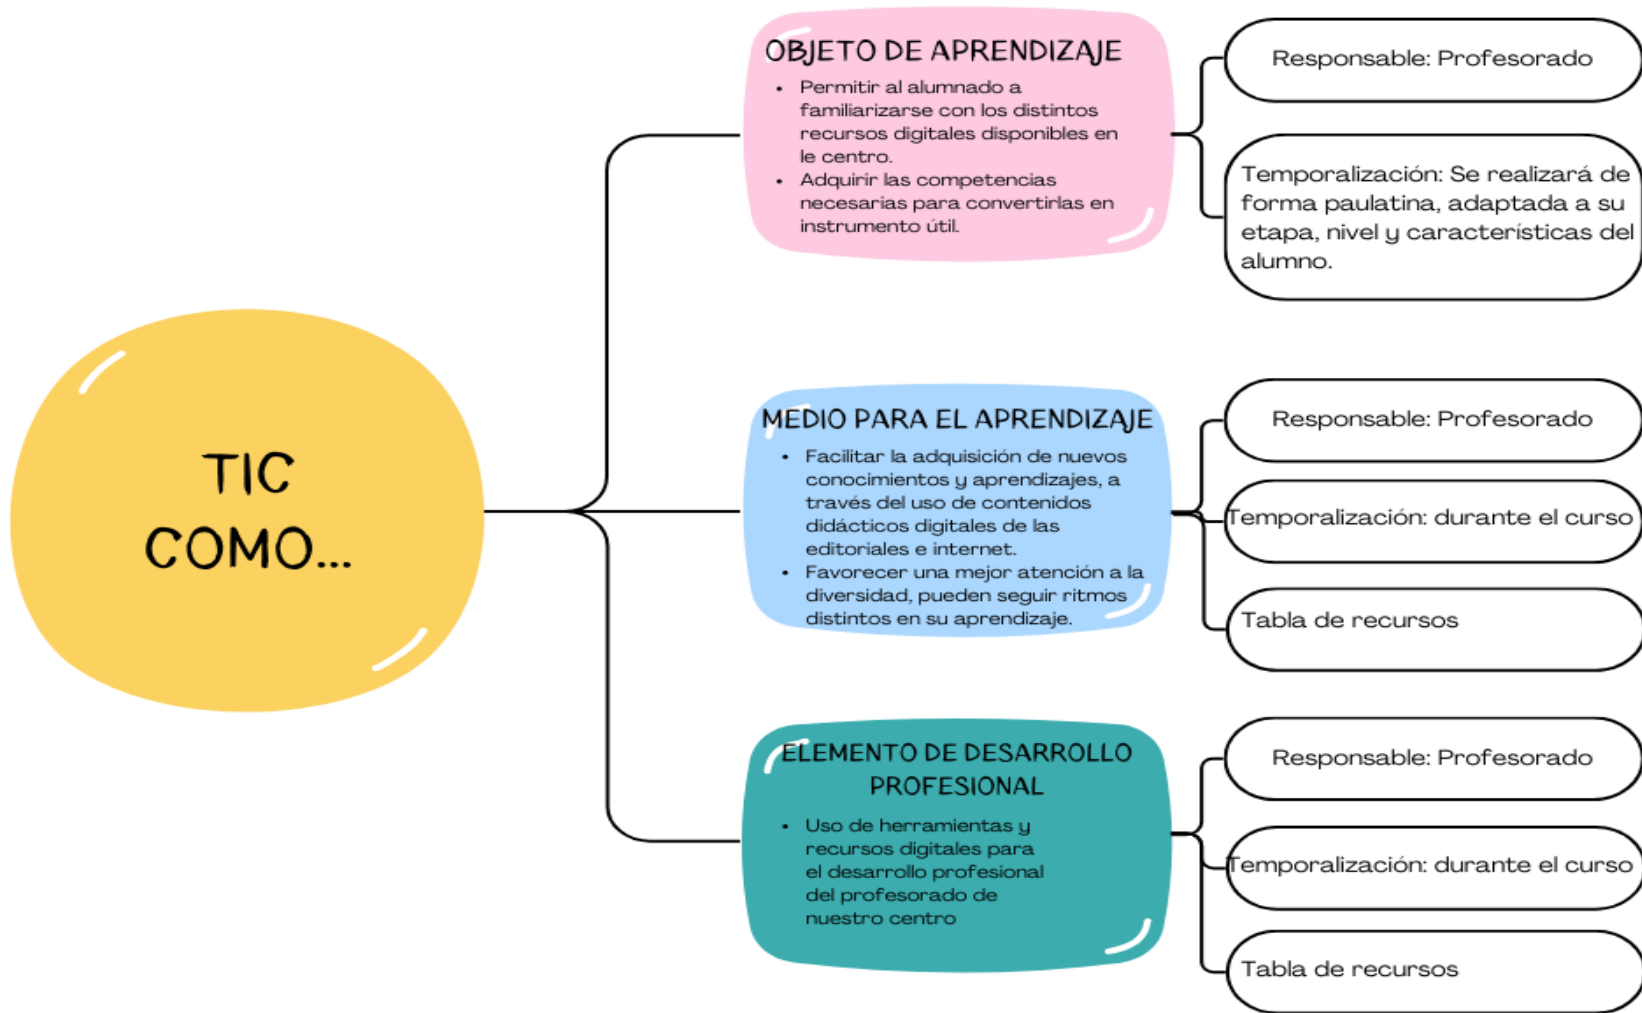 TIC
COMO...
OBJETO DE APRENDIZAJE
• Permitir al alumnado a
familiarizarse con los distintos
recursos digitales disponibles en
le centro.
• Adquirir las competencias
necesarias para convertirlas en
instrumento útil.
Responsable: Profesorado
Temporalización: Se realizará de
forma paulatina, adaptada a su
etapa, nivel y características del
alumno.
MEDIO PARA EL APRENDIZAJE
• Facilitar la adquisición de nuevos
conocimientos y aprendizajes, a
través del uso de contenidos
didácticos digitales de las
editoriales e internet.
• Favorecer una mejor atención a la
diversidad, pueden seguir ritmos
distintos en su aprendizaje.
Responsable: Profesorado
Temporalización: durante el curso
Tabla de recursos
ELEMENTO DE DESARROLLO
PROFESIONAL
• Uso de herramientas y
recursos digitales para
el desarrollo profesional
del profesorado de
nuestro centro
Responsable: Profesorado
Temporalización: durante el curso
Tabla de recursos